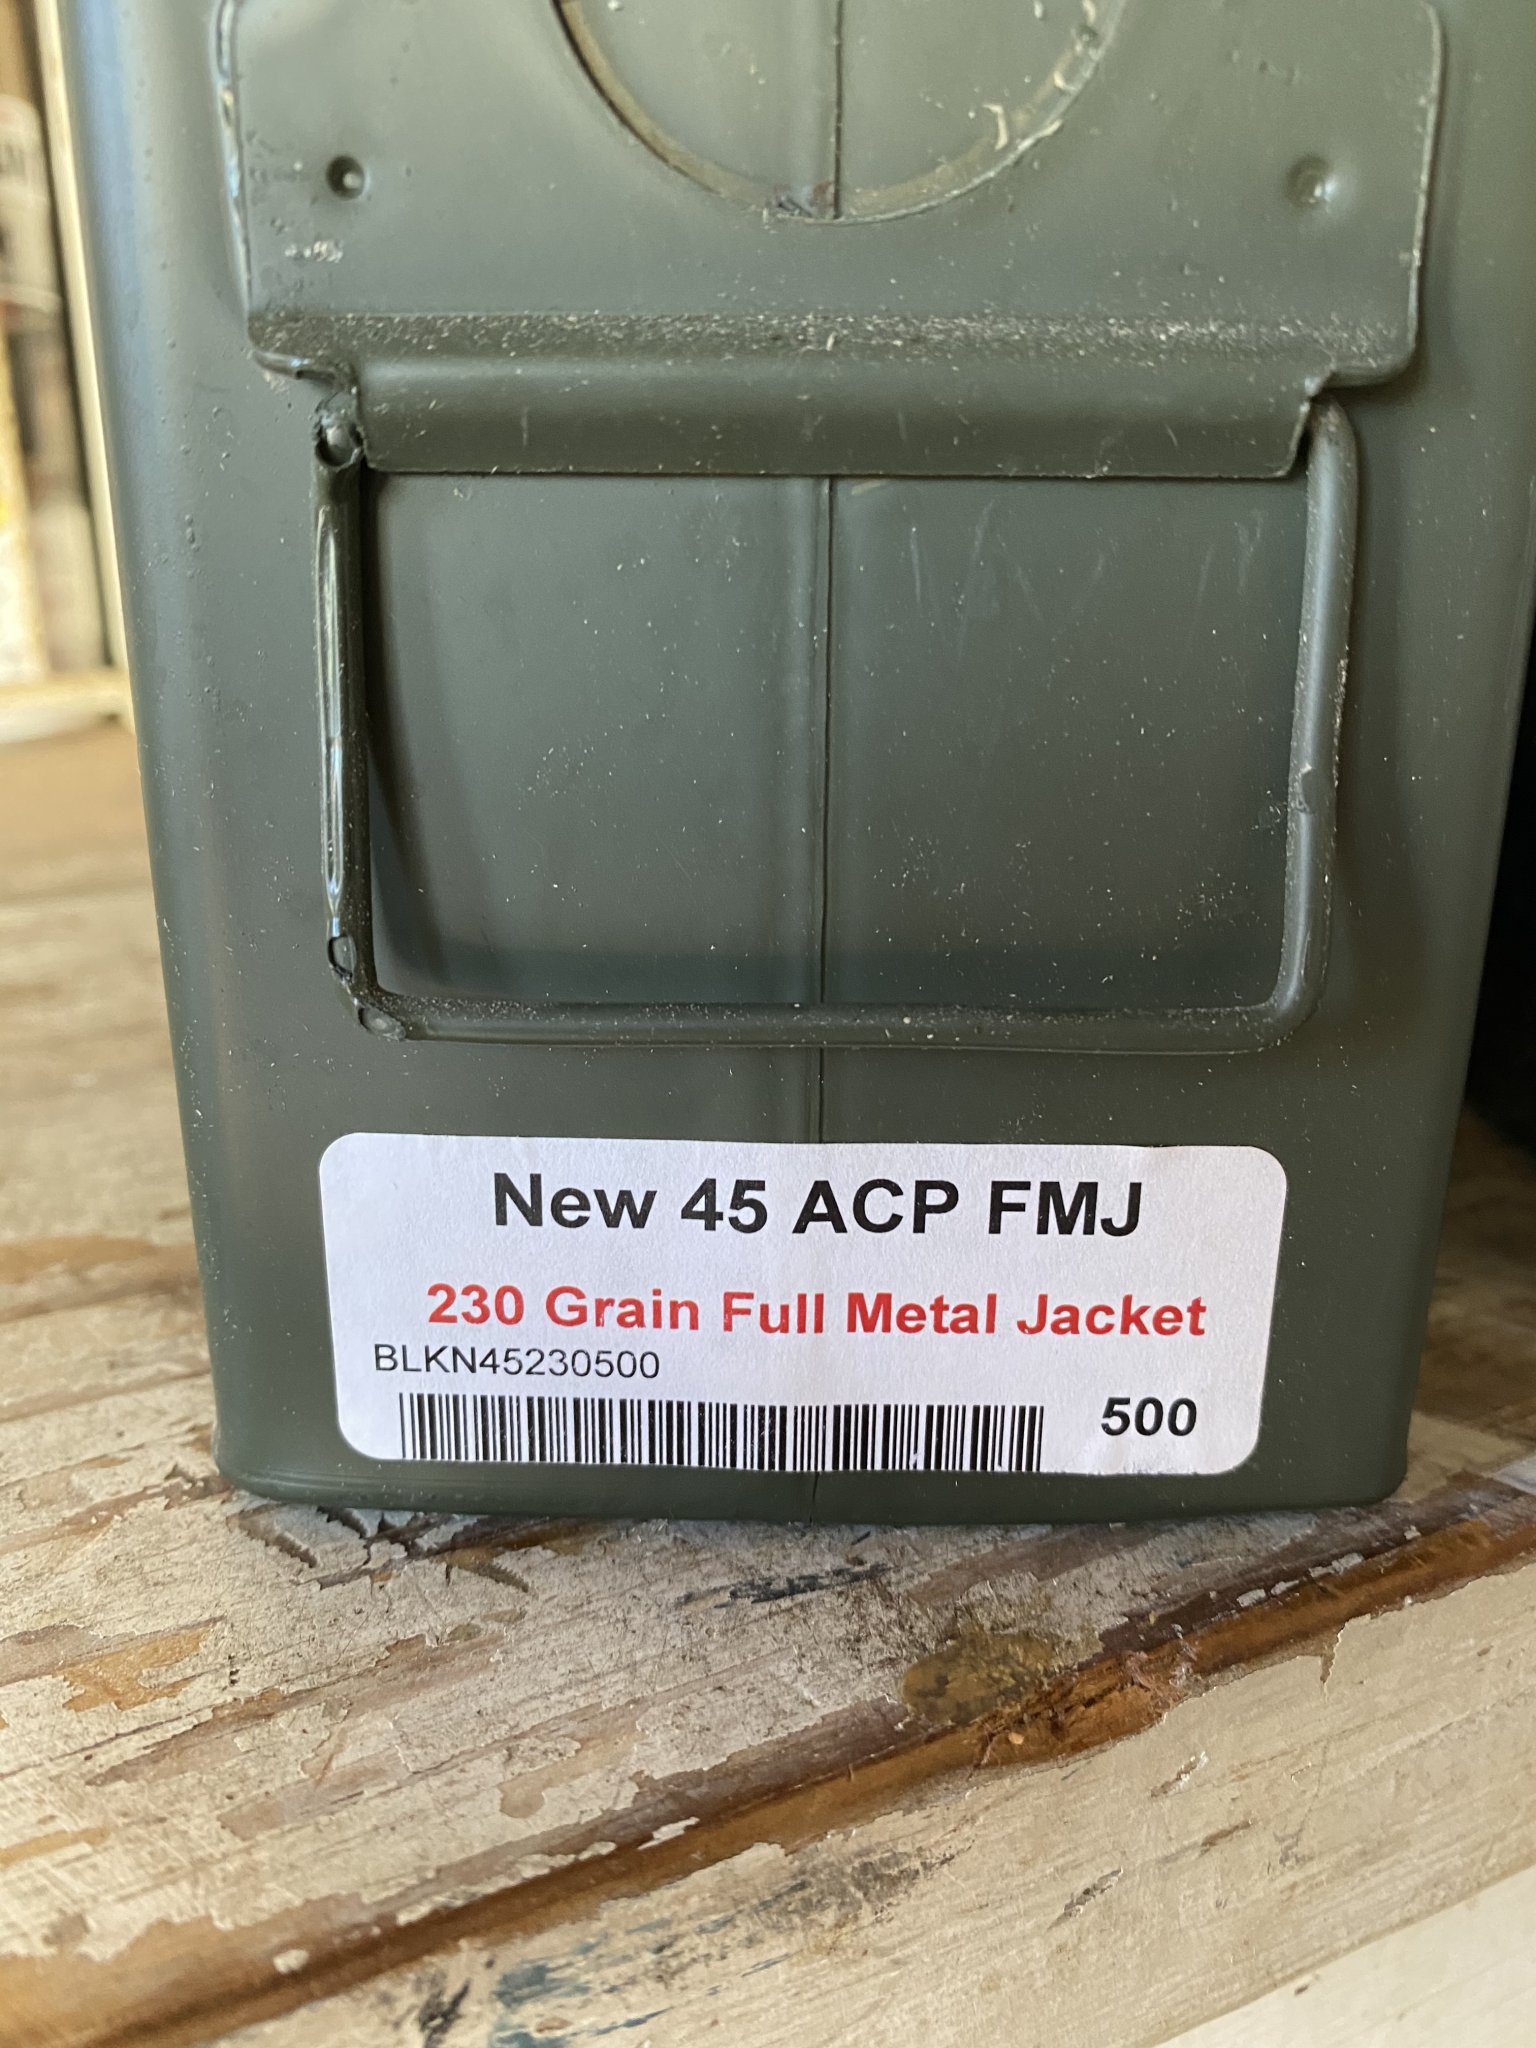 New 45 ACP FMJ
230 Grain Full Metal Jacket
BLKN45230500
500